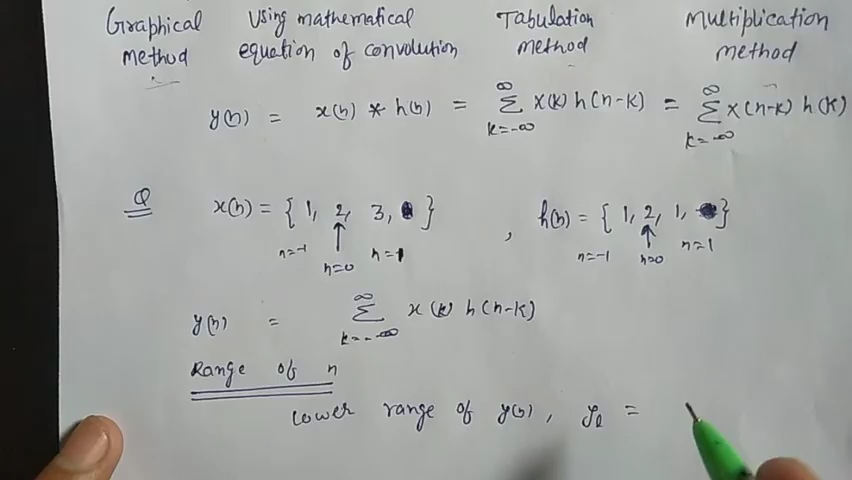 Graphical Method
Using mathematical equation of convolution
Tabulation method
Multiplication method
y(n) = x(n) * h(n) = ∞ Σ k=-∞ x(k) h(n-k) = ∞ Σ k=-∞ x(n-k) h(k)
Q x(n) = { 1, 2, 3, } , h(n) = { 1, 2, 1, }
n=-1 ↑ n=0 n=1 n=-1 ↑ n=0 n=1
y(n) = ∞ Σ k=-∞ x(k) h(n-k)
Range of n
Lower range of y(n), yl =